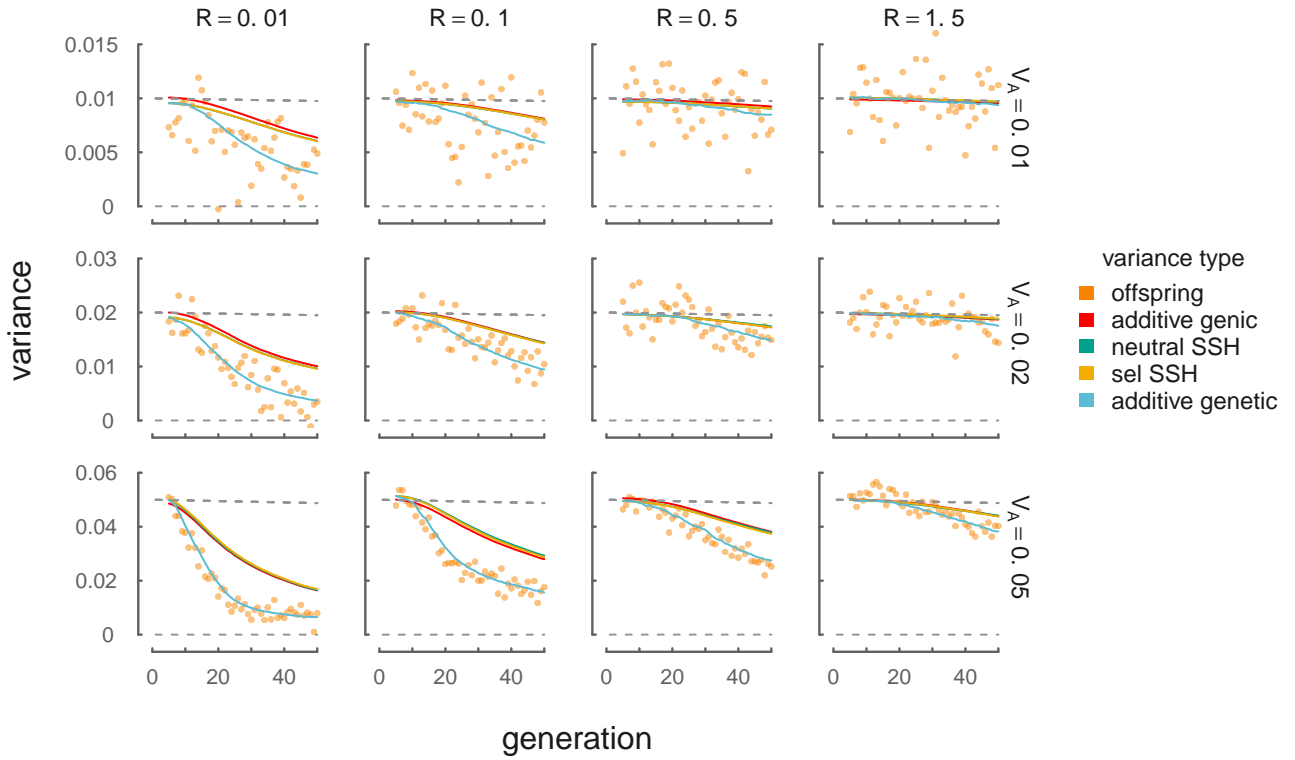 R = 0. 01
R = 0. 1
R = 0. 5
R = 1. 5
0.015
0.010
0.005
0
V_A = 0. 01
0.03
0.02
0.01
0
V_A = 0. 02
0.06
0.04
0.02
0
V_A = 0. 05
0 20 40
0 20 40
0 20 40
0 20 40
variance
generation
variance type
offspring
additive genic
neutral SSH
sel SSH
additive genetic